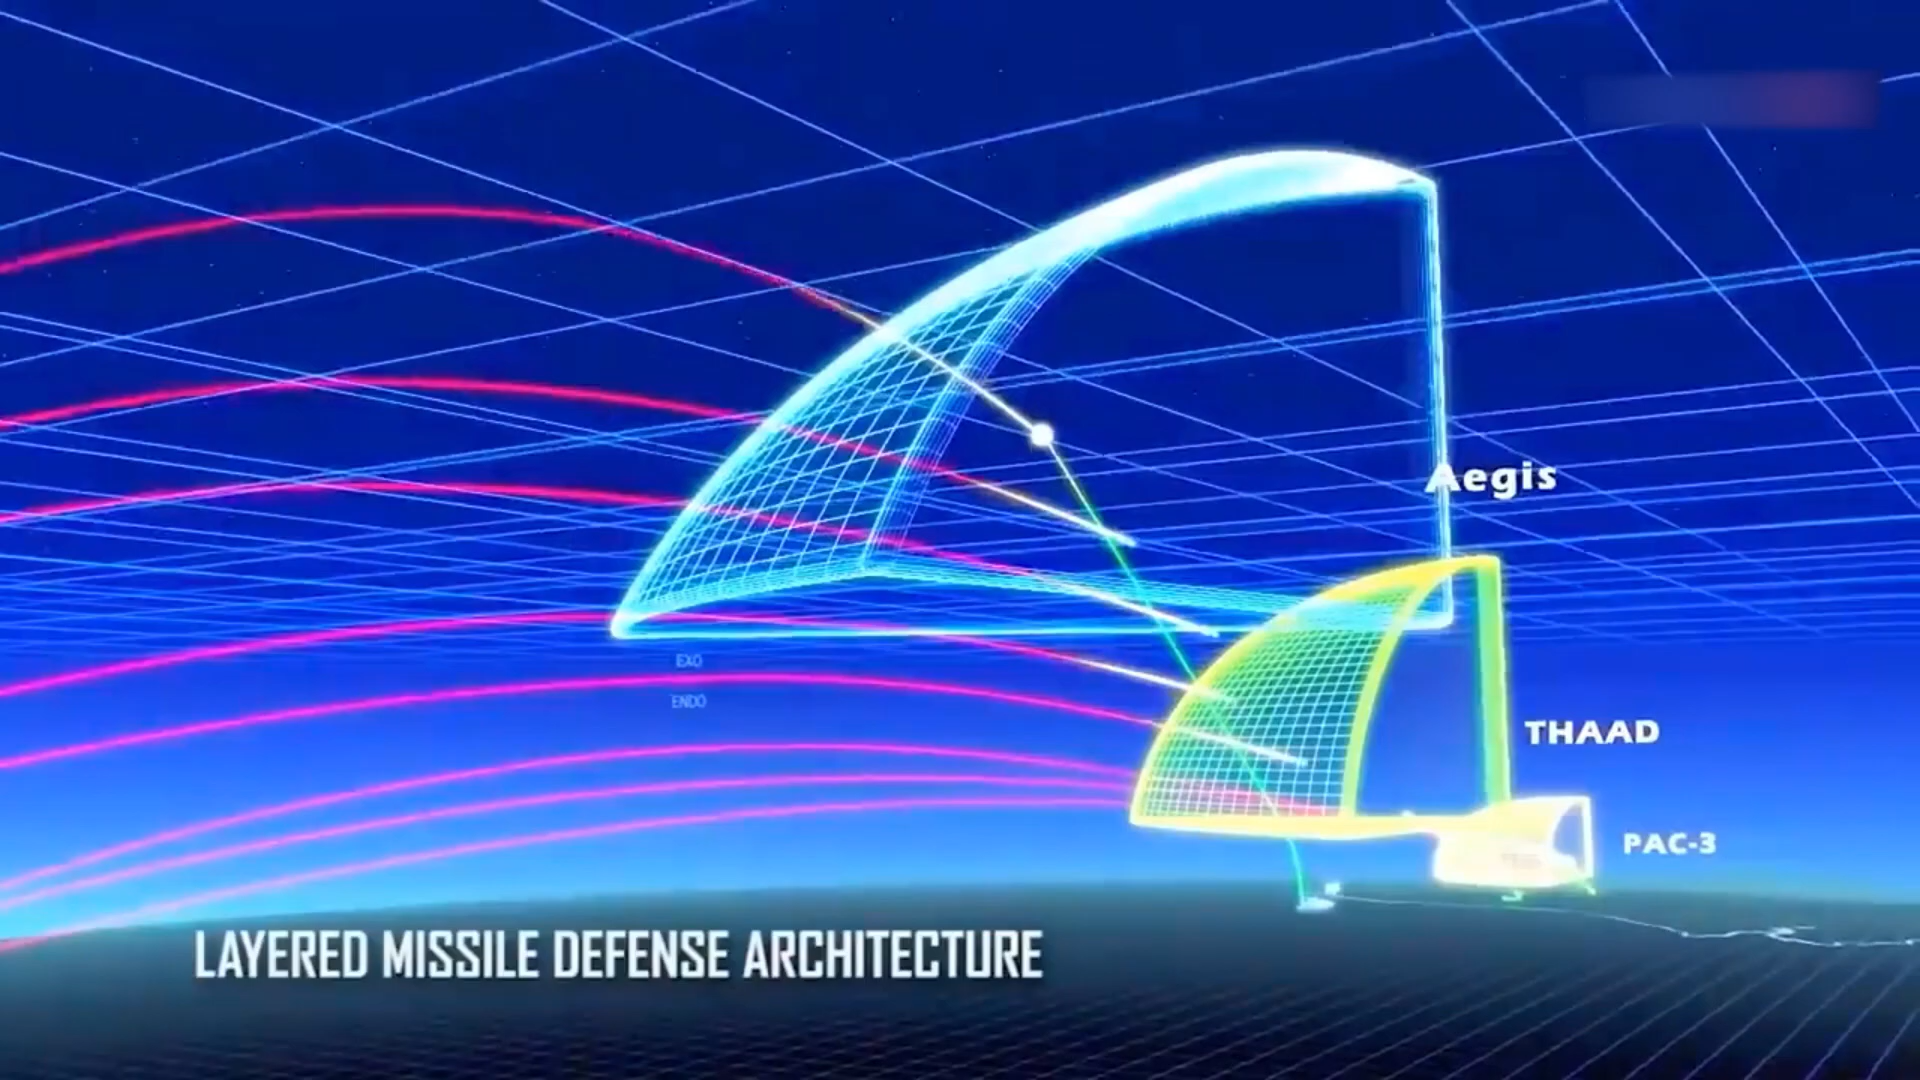 Aegis
EXO
ENDO
THAAD
PAC-3
LAYERED MISSILE DEFENSE ARCHITECTURE